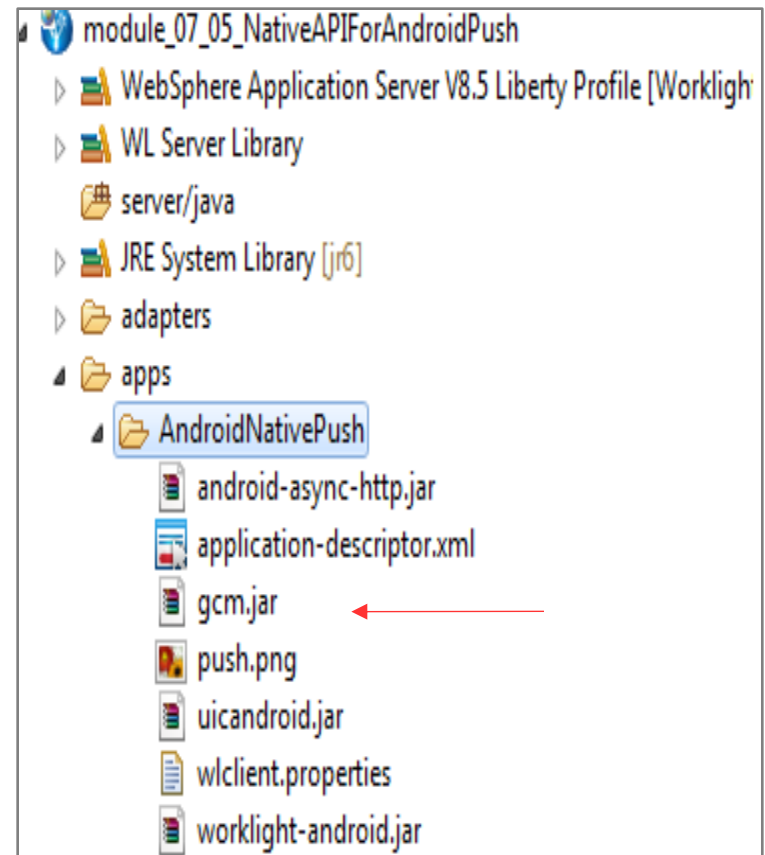 module_07_05_NativeAPIForAndroidPush
WebSphere Application Server V8.5 Liberty Profile [Workligh
WL Server Library
server/java
JRE System Library [jr6]
adapters
apps
AndroidNativePush
android-async-http.jar
application-descriptor.xml
gcm.jar
push.png
uicandroid.jar
wlclient.properties
worklight-android.jar